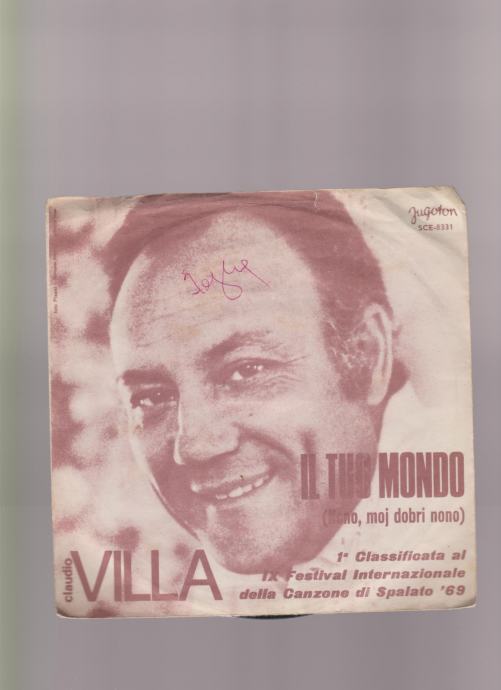 Jugoton
SCE-8331
IL TUO MONDO
(Nono, moj dobri nono)
claudio VILLA
1ª Classificata al
IX Festival Internazionale
della Canzone di Spalato '69